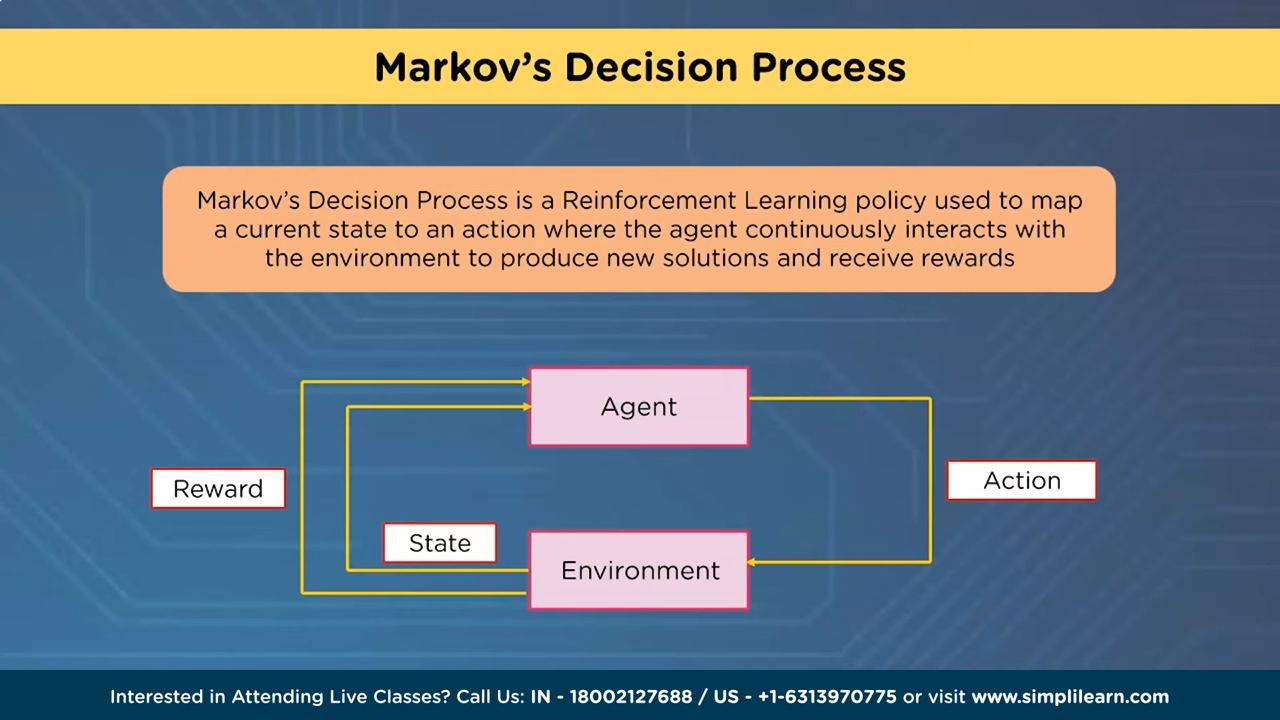 Markov's Decision Process
Markov's Decision Process is a Reinforcement Learning policy used to map
a current state to an action where the agent continuously interacts with
the environment to produce new solutions and receive rewards
Agent
Reward
Action
State
Environment
Interested in Attending Live Classes? Call Us: IN - 18002127688 / US - +1-6313970775 or visit www.simplilearn.com